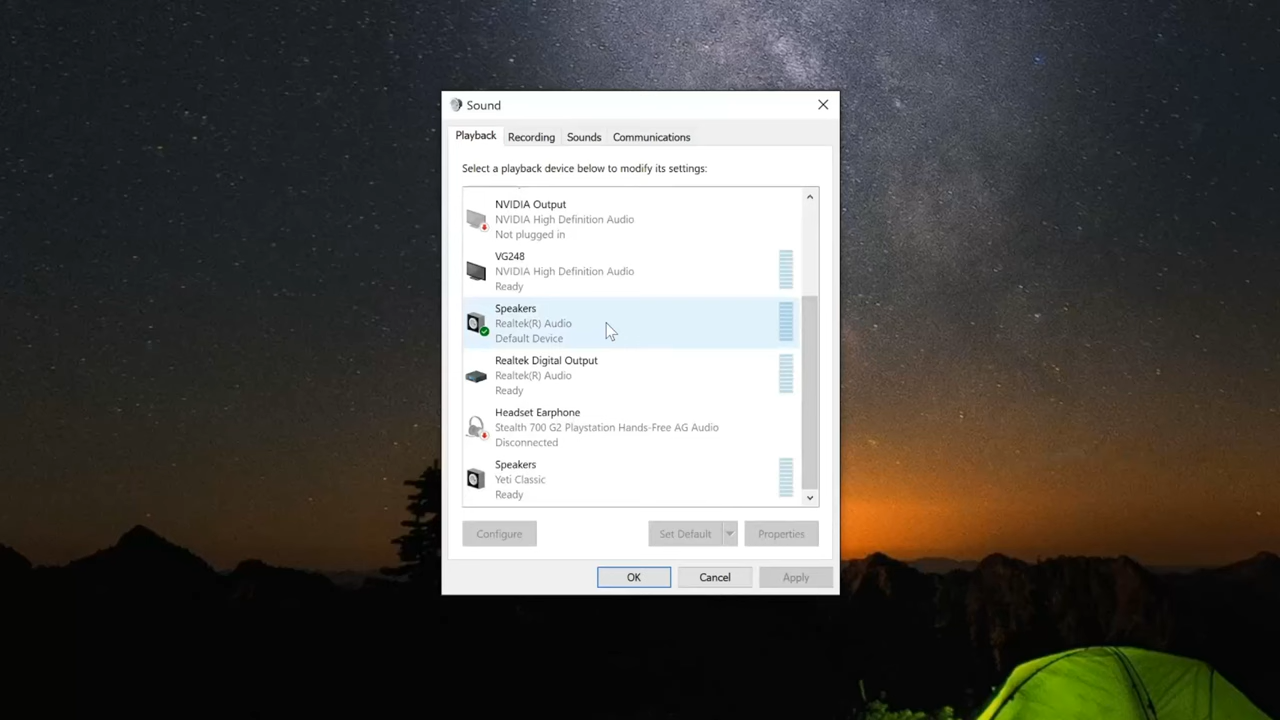 Sound
Playback
Recording
Sounds
Communications
Select a playback device below to modify its settings:
NVIDIA Output
NVIDIA High Definition Audio
Not plugged in
VG248
NVIDIA High Definition Audio
Ready
Speakers
Realtek(R) Audio
Default Device
Realtek Digital Output
Realtek(R) Audio
Ready
Headset Earphone
Stealth 700 G2 Playstation Hands-Free AG Audio
Disconnected
Speakers
Yeti Classic
Ready
Configure
Set Default
Properties
OK
Cancel
Apply